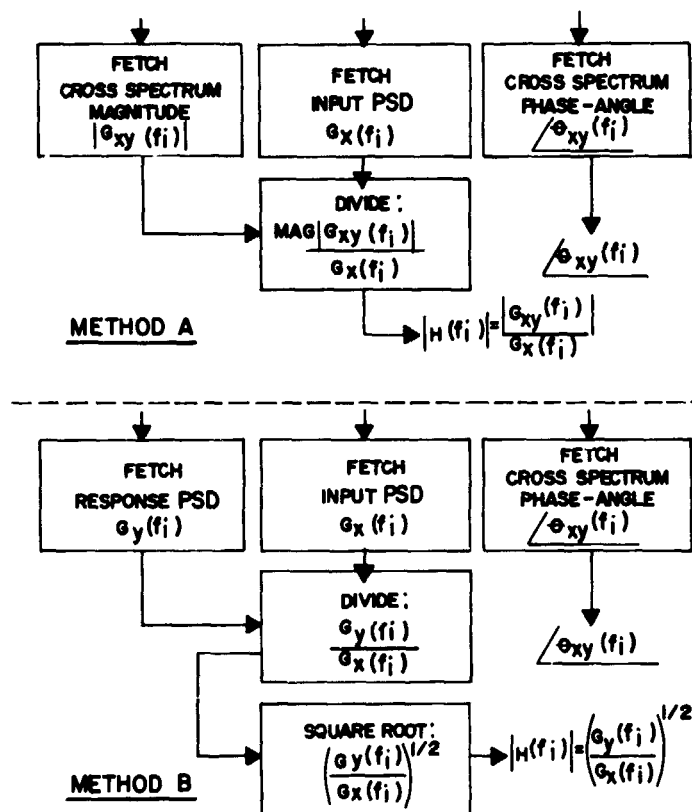 FETCH
CROSS SPECTRUM
MAGNITUDE
|Gxy (fi)|
FETCH
INPUT PSD
Gx(fi)
FETCH
CROSS SPECTRUM
PHASE-ANGLE
/θxy(fi)
DIVIDE:
MAG|Gxy (fi)|
Gx(fi)
/θxy(fi)
METHOD A
|H(fi)|=|Gxy(fi)|
Gx(fi)
FETCH
RESPONSE PSD
Gy(fi)
FETCH
INPUT PSD
Gx(fi)
FETCH
CROSS SPECTRUM
PHASE-ANGLE
/θxy(fi)
DIVIDE:
Gy(fi)
Gx(fi)
/θxy(fi)
SQUARE ROOT:
(Gy(fi)
Gx(fi))1/2
|H(fi)|=(Gy(fi)
Gx(fi))1/2
METHOD B